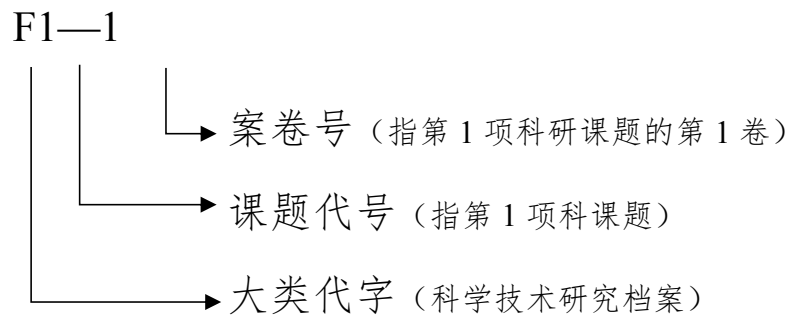 F1—1
案卷号（指第 1 项科研课题的第 1 卷）
课题代号（指第 1 项科课题）
大类代字（科学技术研究档案）